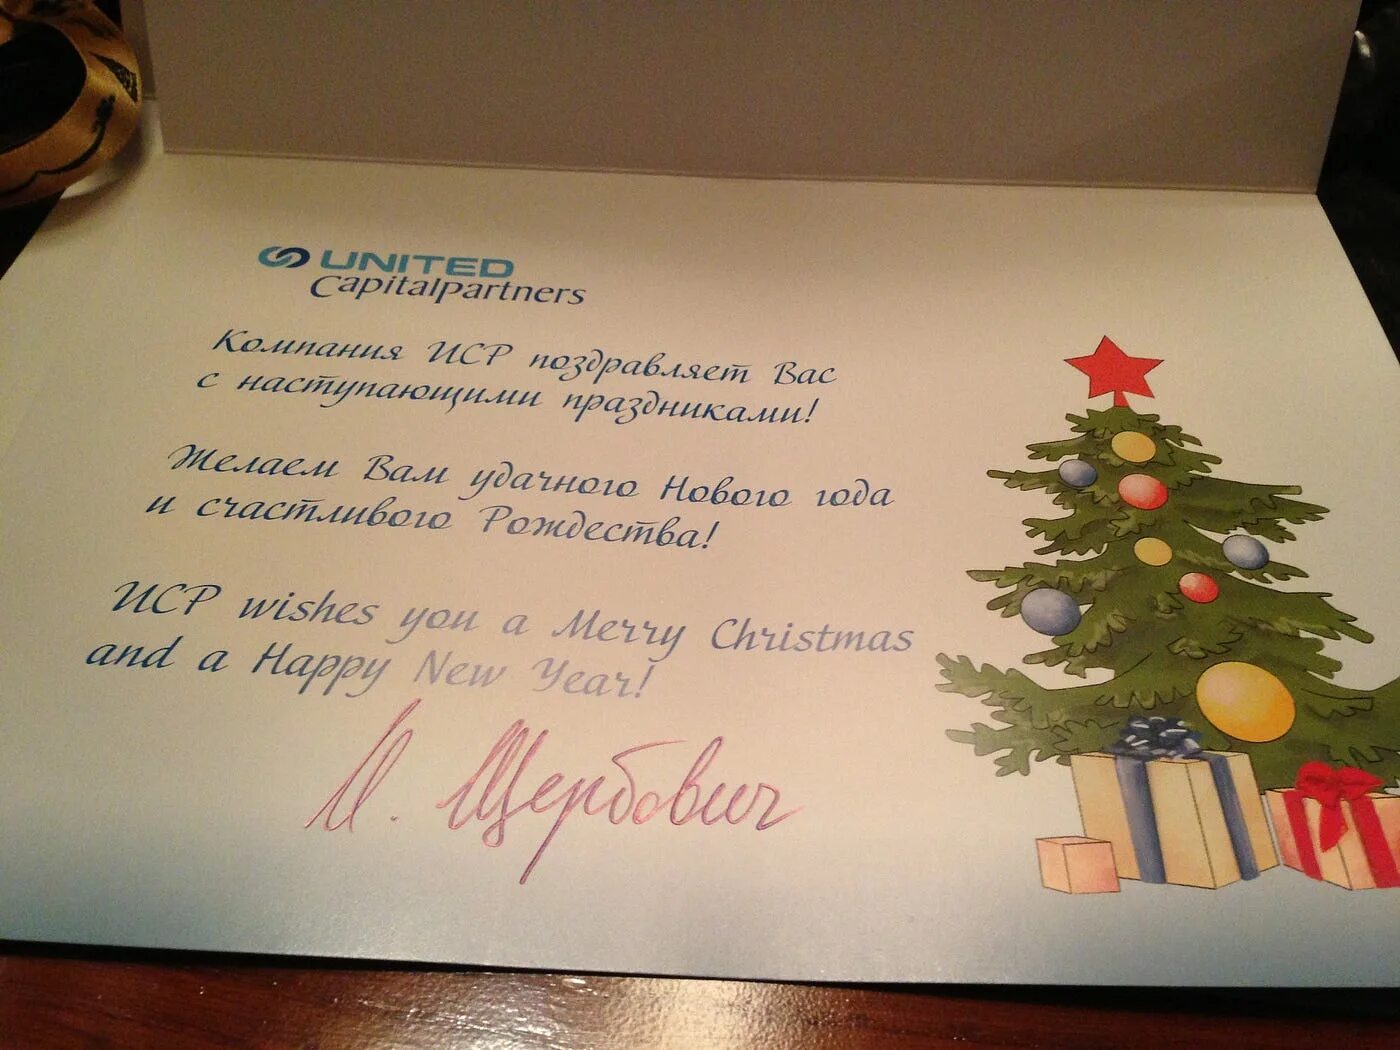 UNITED
Capitalpartners
Компания UCP поздравляет Вас
с наступающими праздниками!
Желаем Вам удачного Нового года
и счастливого Рождества!
UCP wishes you a Merry Christmas
and a Happy New Year!
И. Щербович